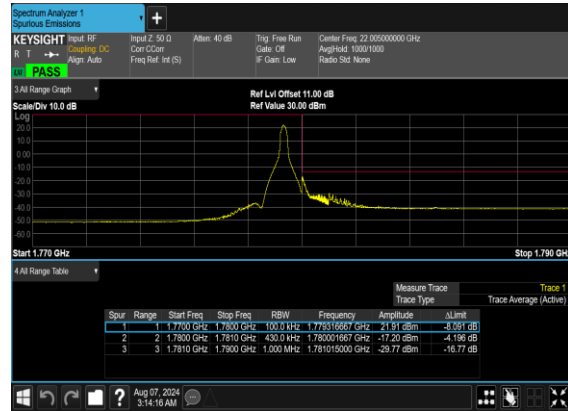 Spectrum Analyzer 1
Spurious Emissions
+
KEYSIGHT Input: RF Input Z: 50 Ω Atten: 40 dB Trig: Free Run Center Freq: 22.005000000 GHz
R T Coupling: DC Corr CCorr Gate: Off Avg|Hold: 1000/1000
Align: Auto Freq Ref: Int (S) IF Gain: Low Radio Std: None
LW PASS
3 All Range Graph
Ref Lvl Offset 11.00 dB
Scale/Div 10.0 dB Ref Value 30.00 dBm
Log
20.0
10.0
0.00
-10.0
-20.0
-30.0
-40.0
-50.0
-60.0
Start 1.770 GHz Stop 1.790 GHz
4 All Range Table
Measure Trace Trace 1
Trace Type Trace Average (Active)
Spur Range Start Freq Stop Freq RBW Frequency Amplitude ΔLimit
1 1 1.7700 GHz 1.7800 GHz 100.0 kHz 1.779316667 GHz 21.91 dBm -8.091 dB
2 2 1.7800 GHz 1.7810 GHz 430.0 kHz 1.780001667 GHz -17.20 dBm -4.196 dB
3 3 1.7810 GHz 1.7900 GHz 1.000 MHz 1.781015000 GHz -29.77 dBm -16.77 dB
? Aug 07, 2024
3:14:16 AM